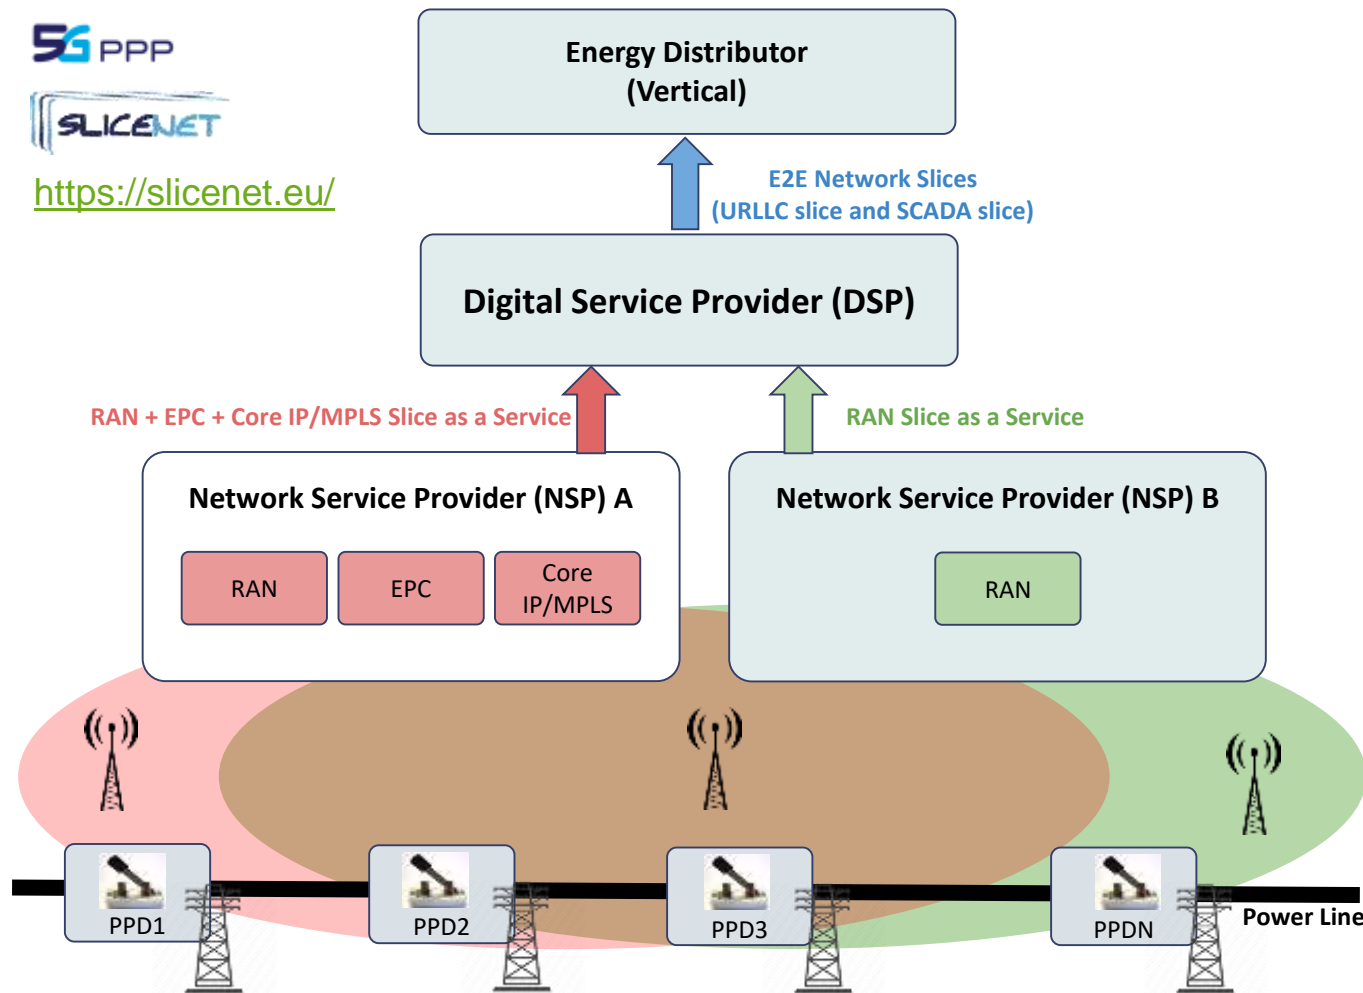 5G PPP
SLICENET
https://slicenet.eu/
Energy Distributor
(Vertical)
E2E Network Slices
(URLLC slice and SCADA slice)
Digital Service Provider (DSP)
RAN + EPC + Core IP/MPLS Slice as a Service
RAN Slice as a Service
Network Service Provider (NSP) A
Network Service Provider (NSP) B
RAN
EPC
Core
IP/MPLS
RAN
PPD1
PPD2
PPD3
PPDN
Power Line